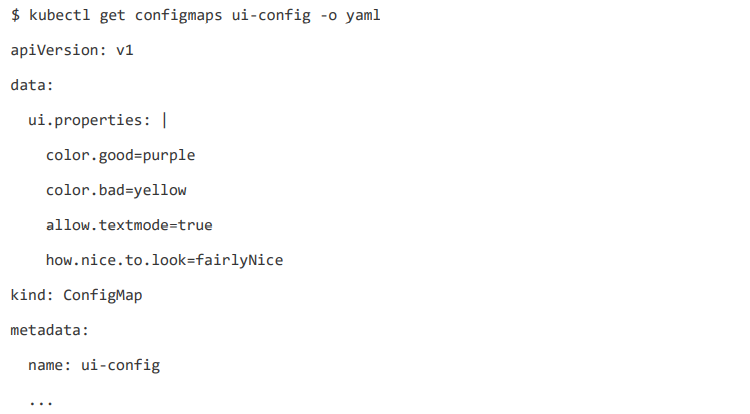 $ kubectl get configmaps ui-config -o yaml
apiVersion: v1
data:
  ui.properties: |
    color.good=purple
    color.bad=yellow
    allow.textmode=true
    how.nice.to.look=fairlyNice
kind: ConfigMap
metadata:
  name: ui-config
  ...